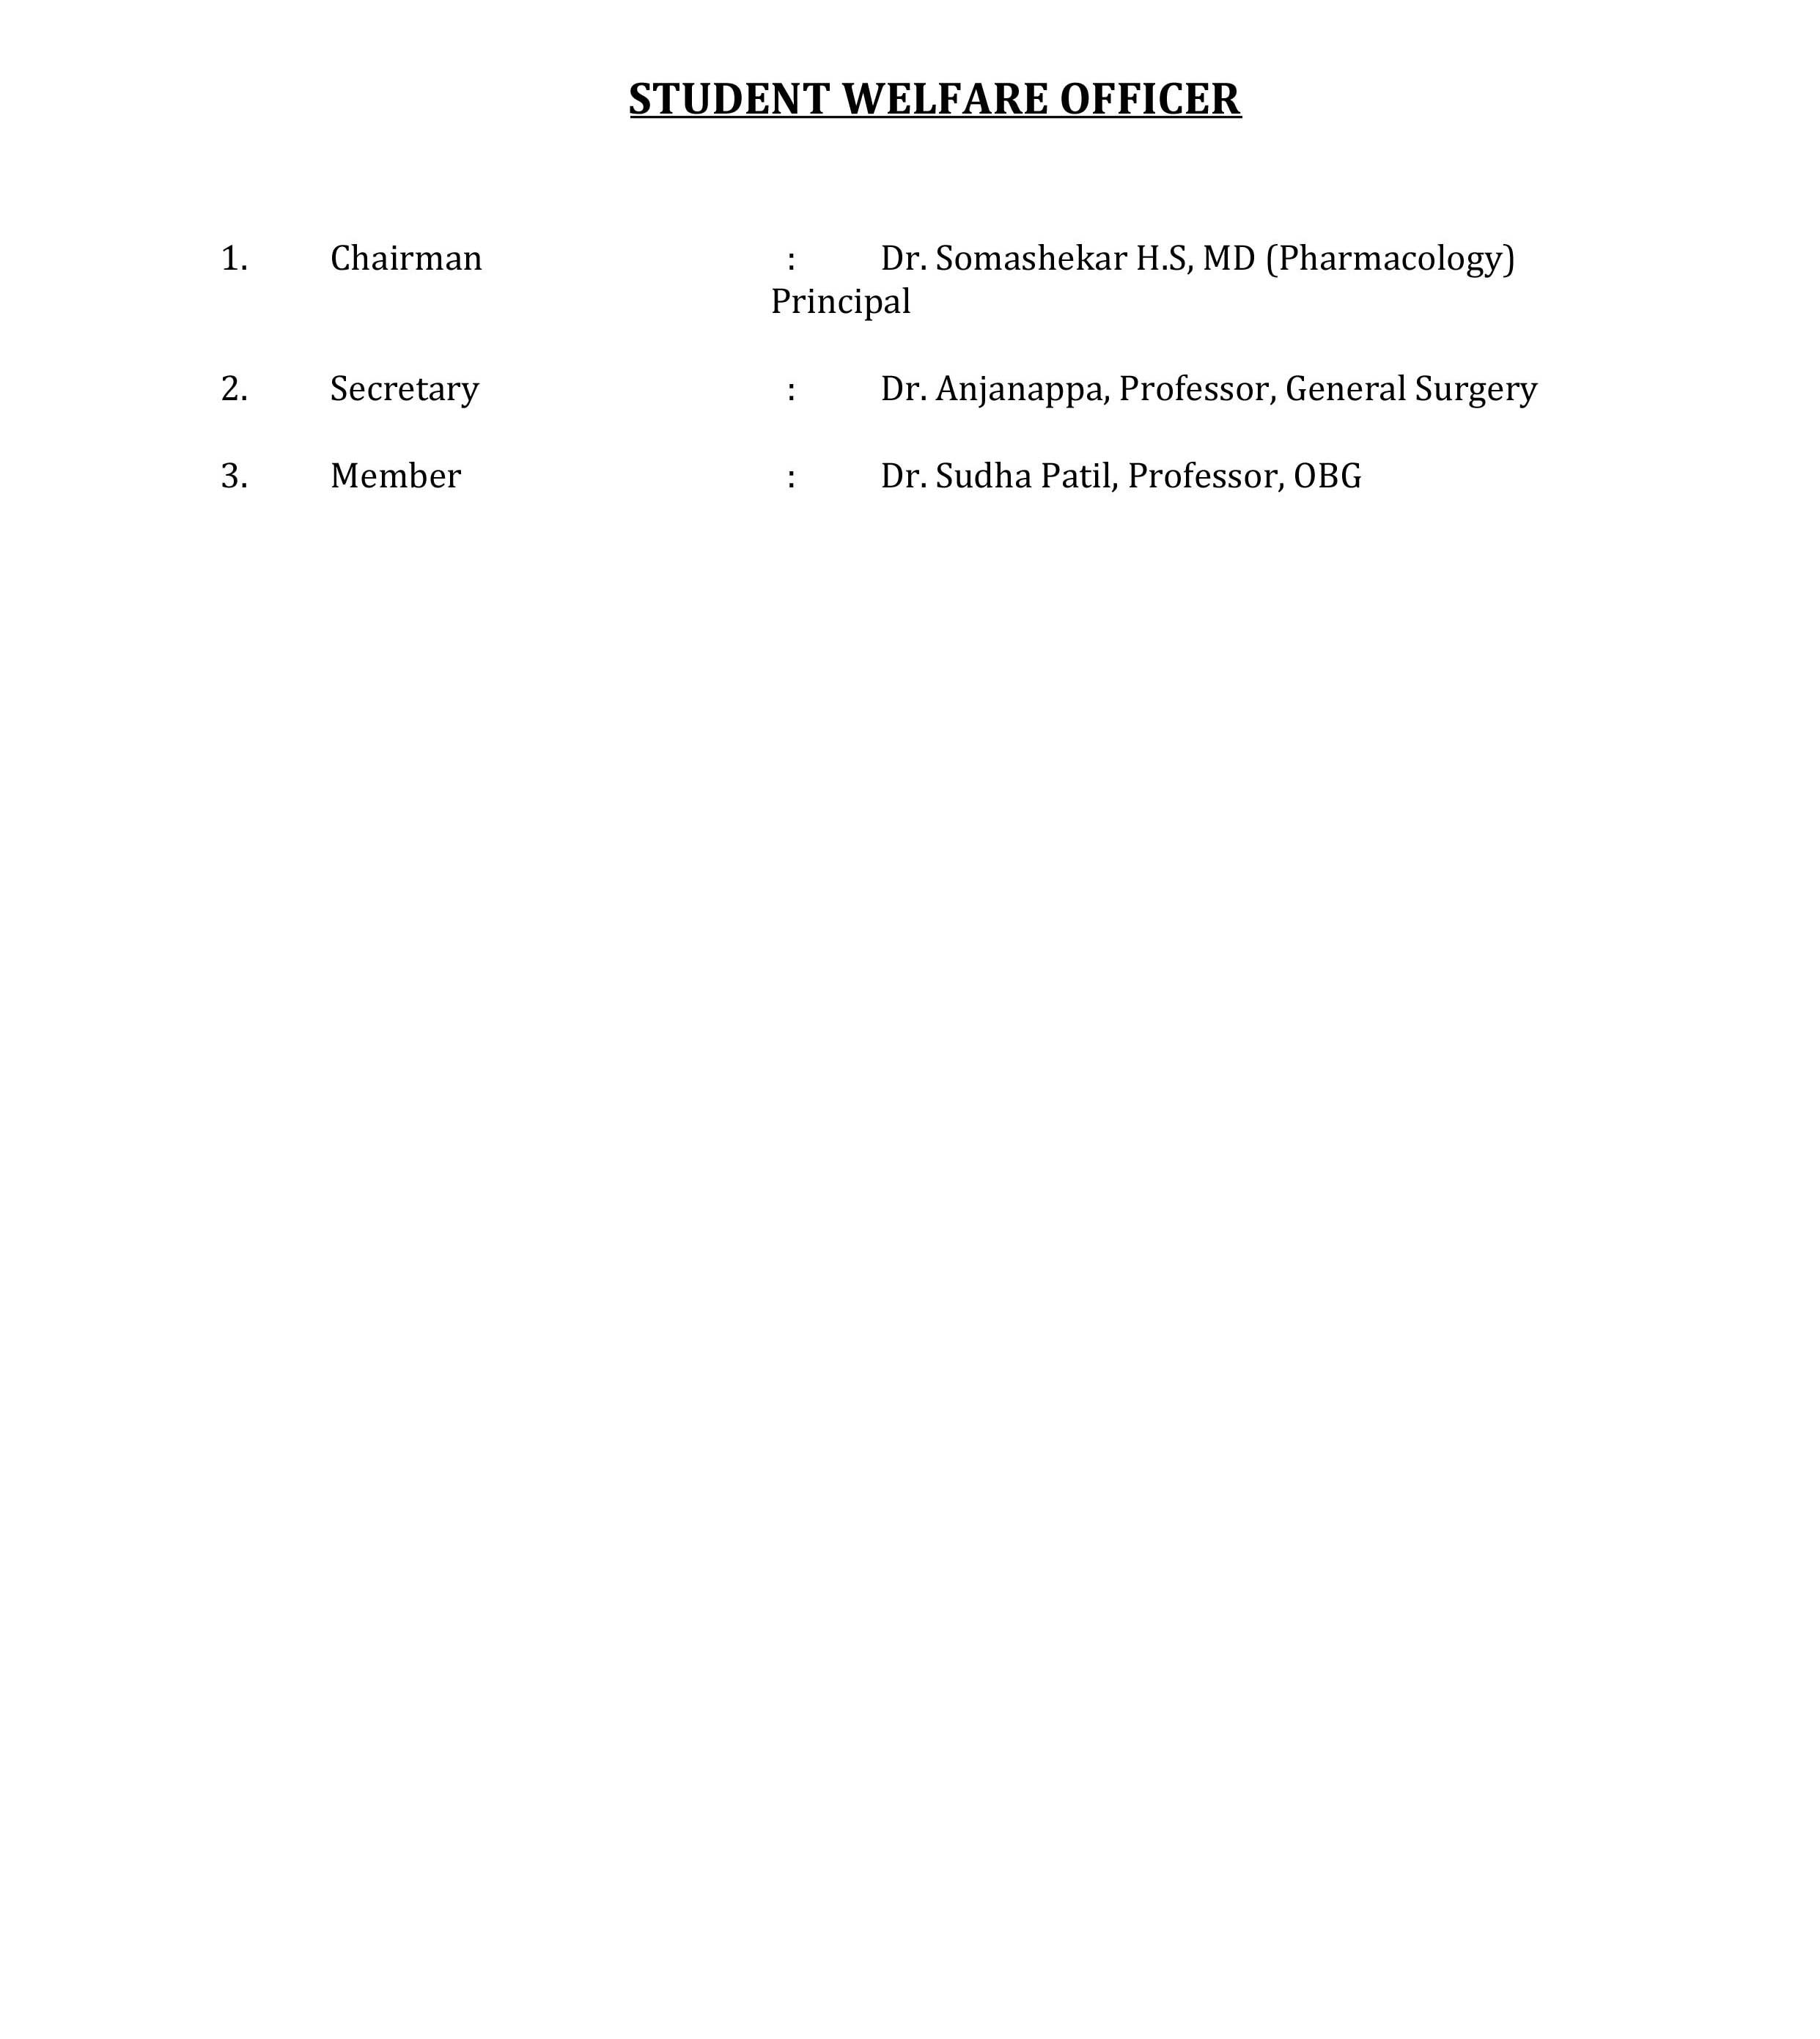 STUDENT WELFARE OFFICER
1. Chairman : Dr. Somashekar H.S, MD (Pharmacology)
Principal
2. Secretary : Dr. Anjanappa, Professor, General Surgery
3. Member : Dr. Sudha Patil, Professor, OBG